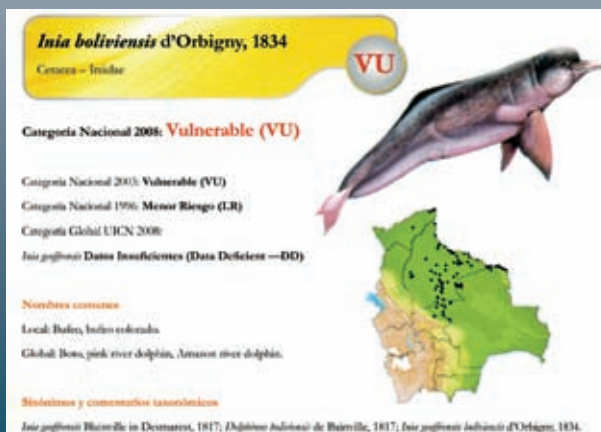 Inia boliviensis d'Orbigny, 1834
Cetacea – Iniidae
VU
Categoría Nacional 2008: Vulnerable (VU)
Categoría Nacional 2003: Vulnerable (VU)
Categoría Nacional 1996: Menor Riesgo (LR)
Categoría Global UICN 2008:
Inia geoffrensis Datos Insuficientes (Data Deficient —DD)
Nombres comunes
Local: Bufeo, bufeo colorado.
Global: Boto, pink river dolphin, Amazon river dolphin.
Sinónimos y comentarios taxonómicos
Inia geoffrensis Blainville in Desmarest, 1817; Delphinus de Bainville, 1817; Inia geoffrensis boliviensis d'Orbigny, 1834.